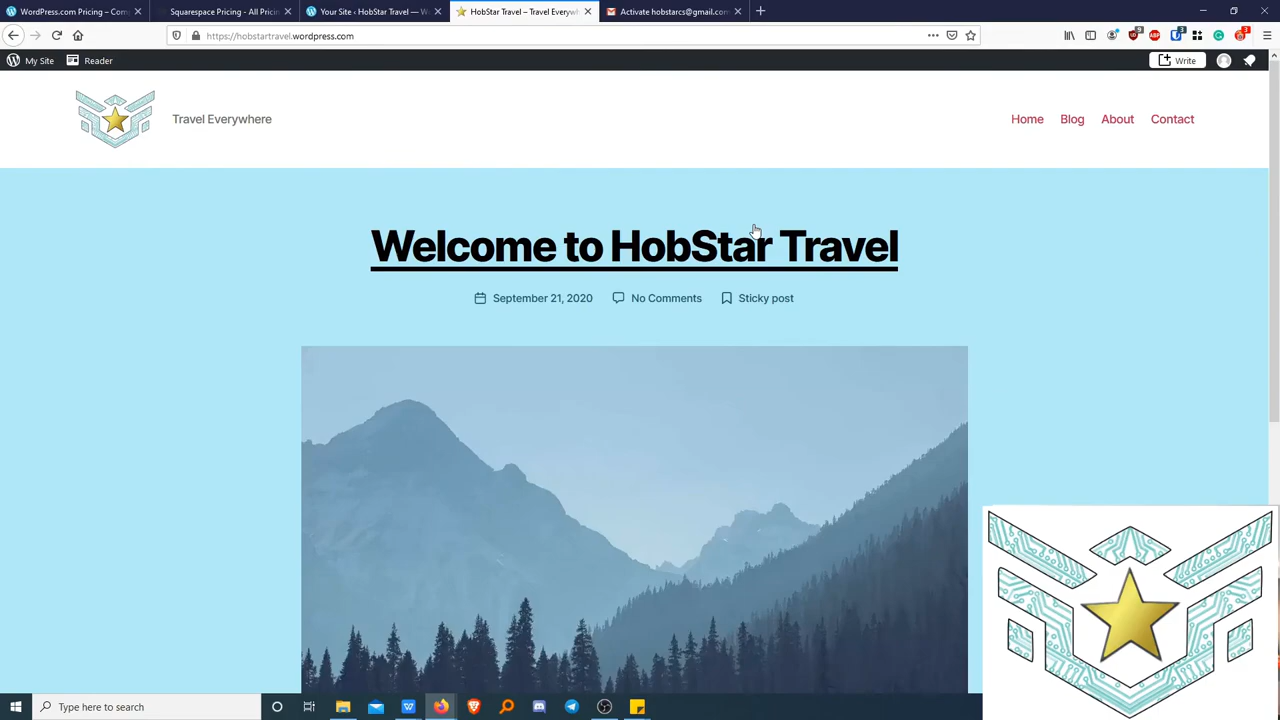 WordPress.com Pricing – Com
Squarespace Pricing - All Pricin
Your Site ‹ HobStar Travel — W
HobStar Travel – Travel Everywh
Activate hobstarcs@gmail.com
https://hobstartravel.wordpress.com
My Site
Reader
Write
Travel Everywhere
Home
Blog
About
Contact
Welcome to HobStar Travel
September 21, 2020
No Comments
Sticky post
Type here to search